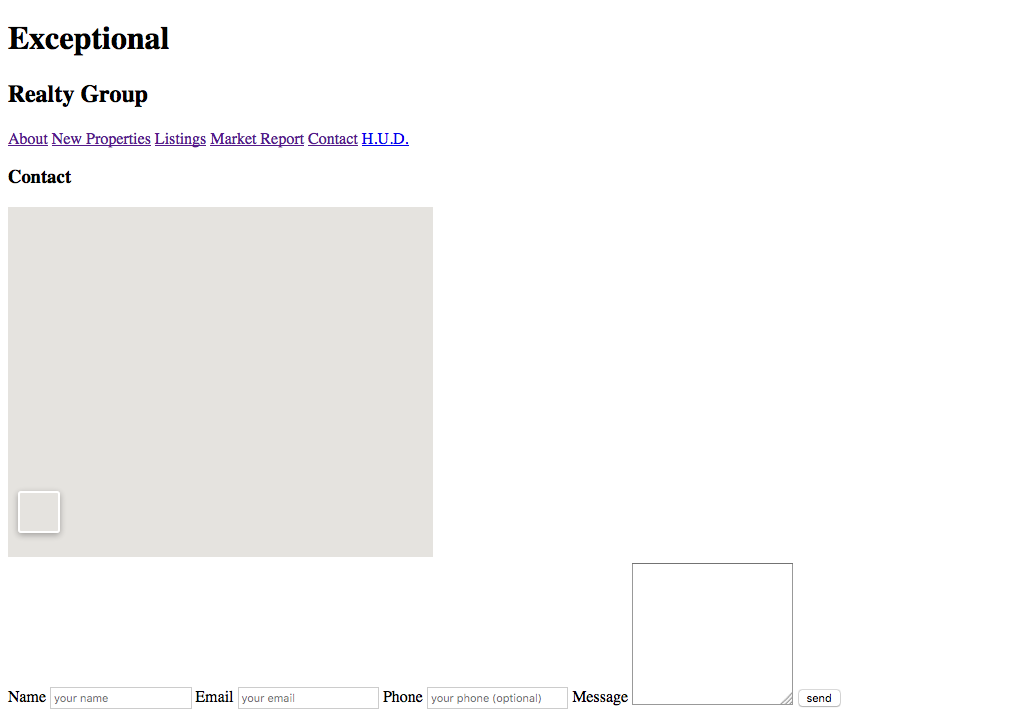 Exceptional
Realty Group
About New Properties Listings Market Report Contact H.U.D.
Contact
Name your name Email your email Phone your phone (optional) Message send